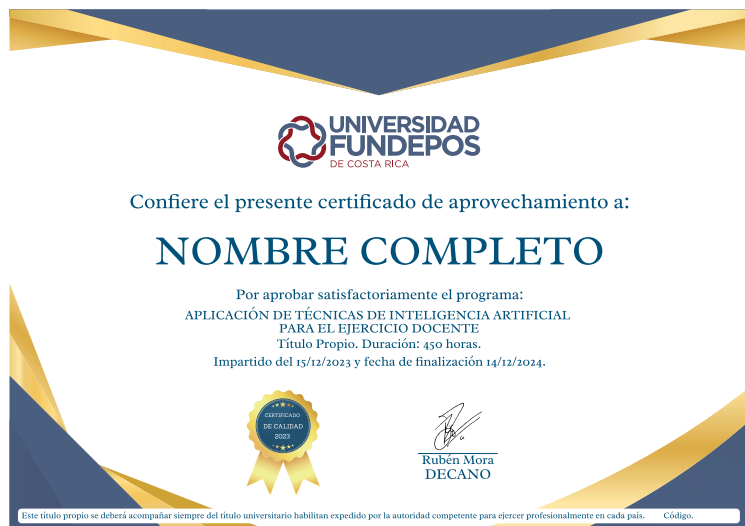 UNIVERSIDAD
FUNDEPOS
DE COSTA RICA
Confiere el presente certificado de aprovechamiento a:
NOMBRE COMPLETO
Por aprobar satisfactoriamente el programa:
APLICACIÓN DE TÉCNICAS DE INTELIGENCIA ARTIFICIAL
PARA EL EJERCICIO DOCENTE
Título Propio. Duración: 450 horas.
Impartido del 15/12/2023 y fecha de finalización 14/12/2024.
CERTIFICADO
DE CALIDAD
2023
Rubén Mora
DECANO
Este titulo propio se deberá acompañar siempre del titulo universitario habilitan expedido por la autoridad competente para ejercer profesionalmente en cada país. Código.